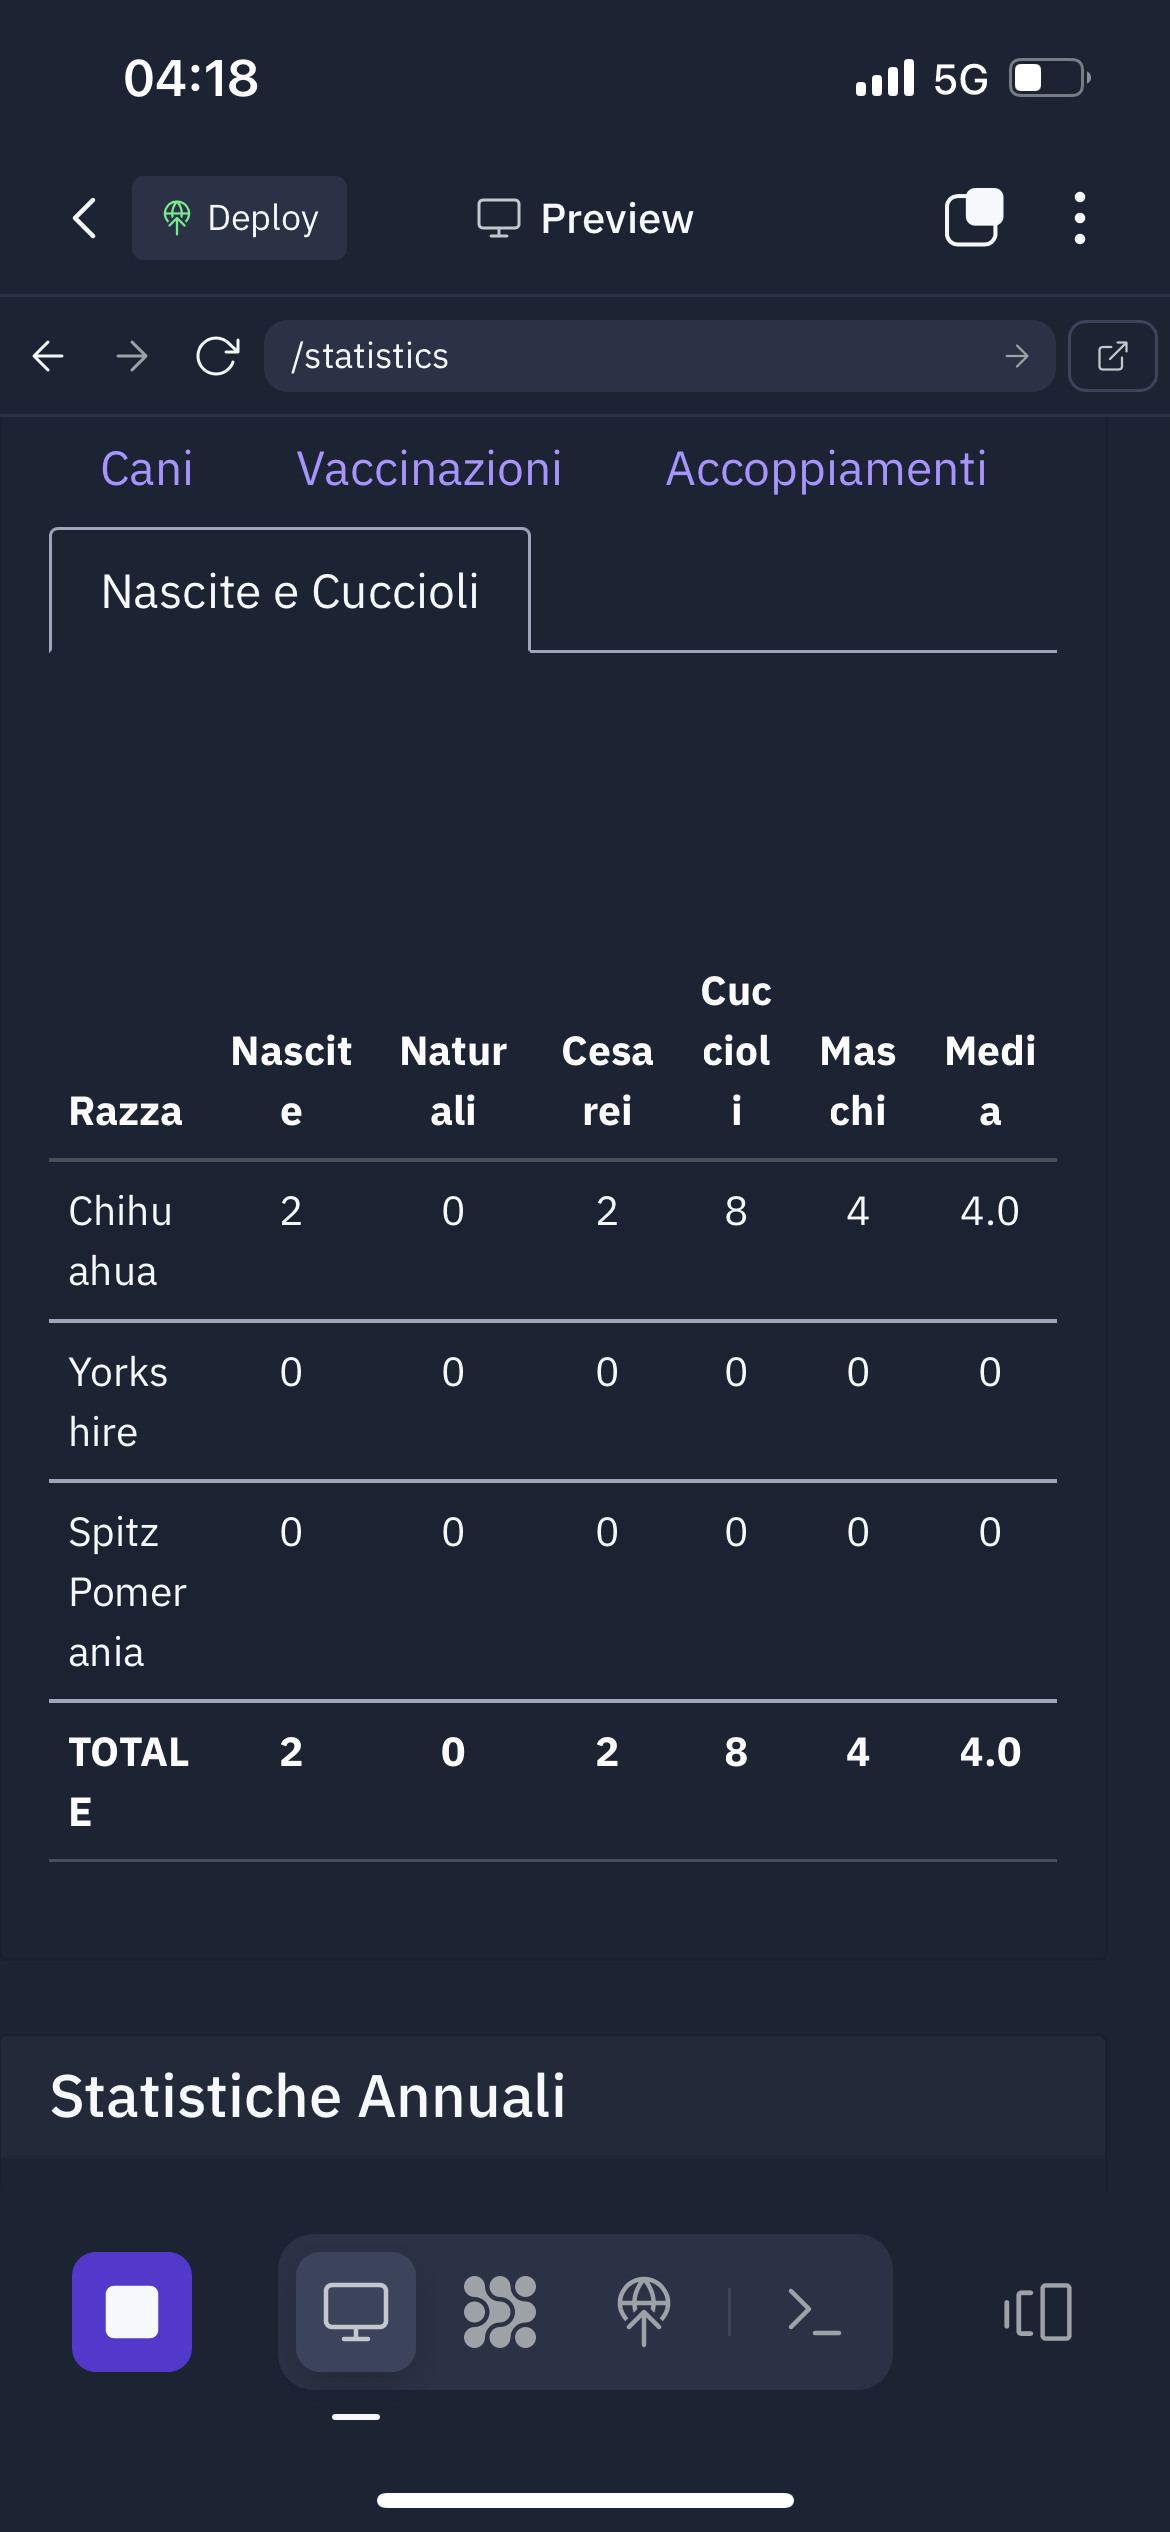 04:18 5G
Deploy Preview
/statistics
Cani Vaccinazioni Accoppiamenti
Nascite e Cuccioli
Cuc
Nascit Natur Cesa ciol Mas Medi
Razza e ali rei i chi a
Chihu 2 0 2 8 4 4.0
ahua
Yorks 0 0 0 0 0 0
hire
Spitz 0 0 0 0 0 0
Pomer
ania
TOTAL 2 0 2 8 4 4.0
E
Statistiche Annuali